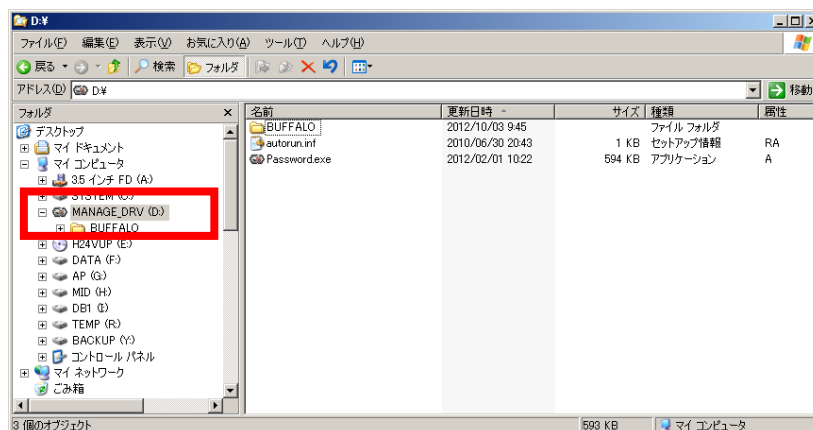 D:¥
ファイル(F) 編集(E) 表示(V) お気に入り(A) ツール(T) ヘルプ(H)
戻る 検索 フォルダ
アドレス(D) D:¥ 移動
フォルダ × 名前 更新日時 サイズ 種類 属性
デスクトップ BUFFALO 2012/10/03 9:45 ファイル フォルダ
マイ ドキュメント autorun.inf 2010/06/30 20:43 1 KB セットアップ情報 RA
マイ コンピュータ Password.exe 2012/02/01 10:22 594 KB アプリケーション A
3.5 インチ FD (A:)
SYSTEM (C:)
MANAGE_DRV (D:)
BUFFALO
H24VUP (E:)
DATA (F:)
AP (G:)
MID (H:)
DB1 (I:)
TEMP (R:)
BACKUP (Y:)
コントロール パネル
マイ ネットワーク
ごみ箱
3 個のオブジェクト 593 KB マイ コンピュータ